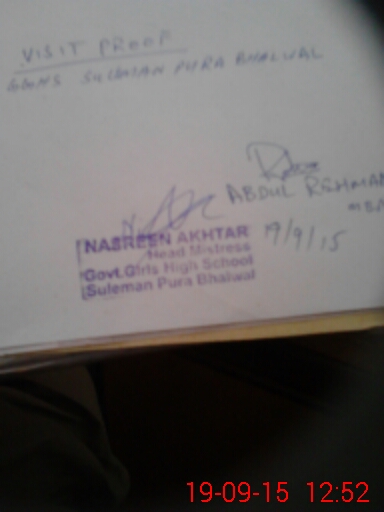 VISIT PROOF
GGHS SULEMAN PURA BHALWAL
ABDUL REHMAN
19/9/15
NASREEN AKHTAR
Head Mistress
Govt.Girls High School
Suleman Pura Bhalwal
19-09-15 12:52